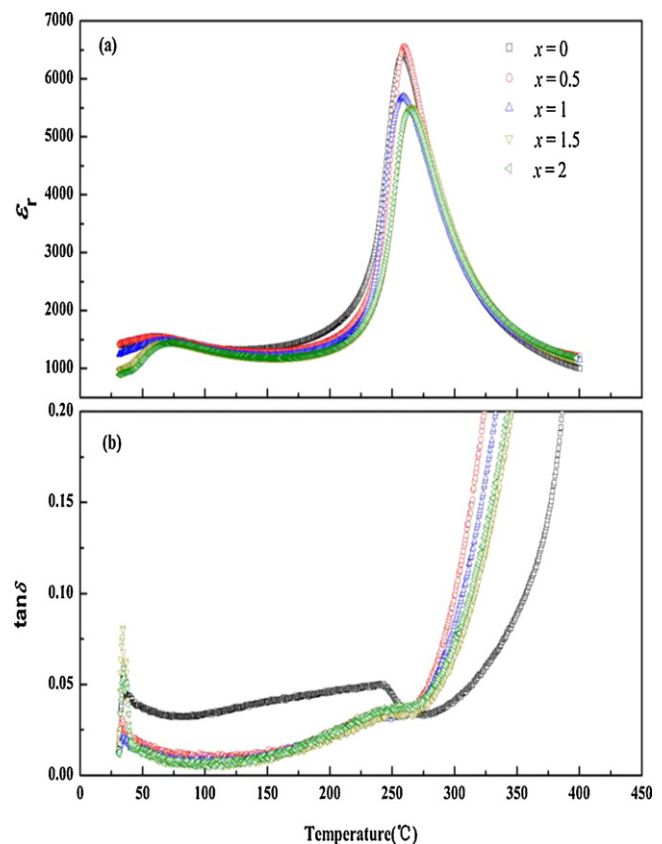 (a)
x = 0
x = 0.5
x = 1
x = 1.5
x = 2
7000
6000
5000
4000
3000
2000
1000
εr
(b)
0.20
0.15
0.10
0.05
0.00
tanδ
0 50 100 150 200 250 300 350 400 450
Temperature(℃)